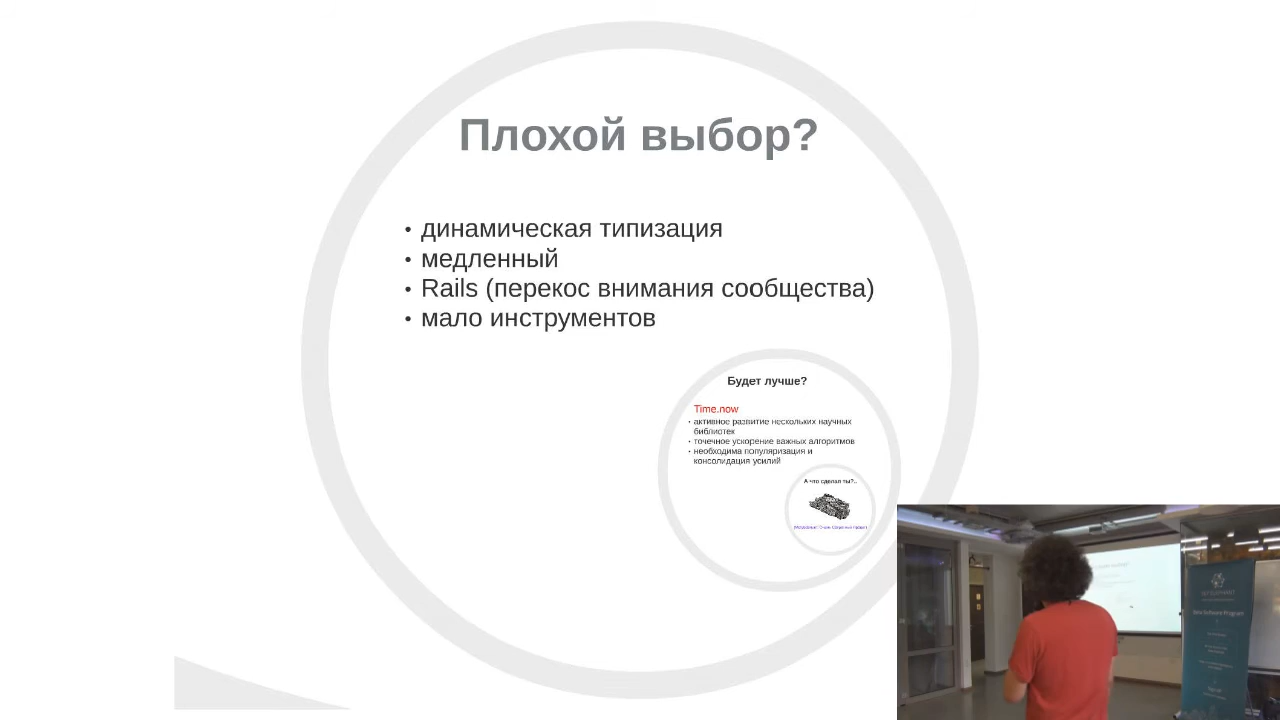 Плохой выбор?
• динамическая типизация
• медленный
• Rails (перекос внимания сообщества)
• мало инструментов
Будет лучше?
Time.now
• активное развитие нескольких научных
библиотек
• точечное ускорение важных алгоритмов
• необходима популяризация и
консолидация усилий
А что сделал ты?..